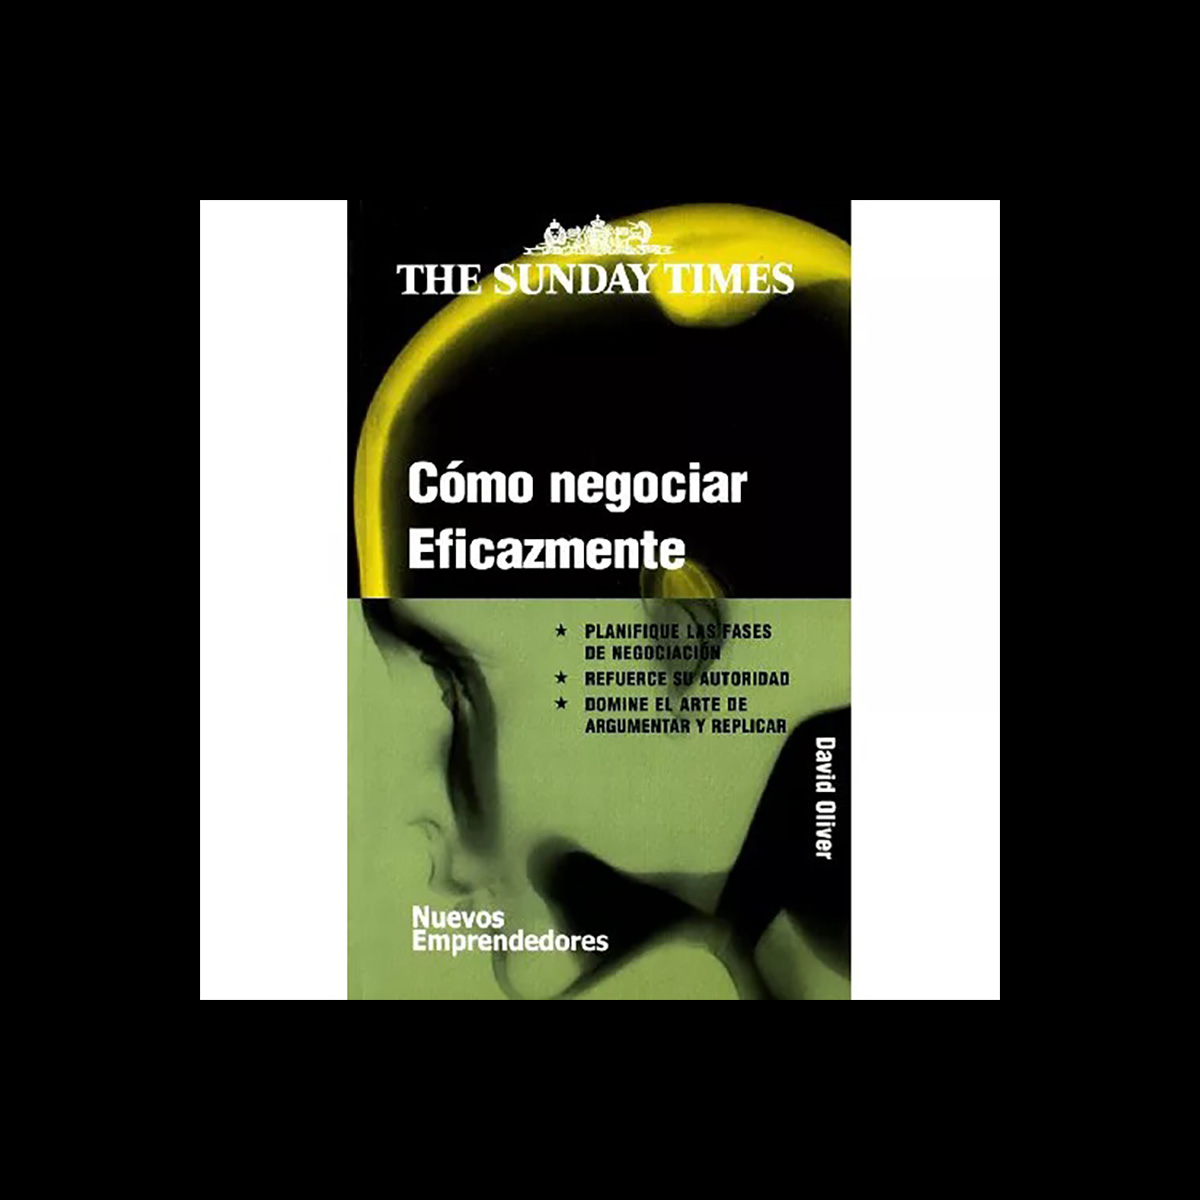 THE SUNDAY TIMES
Cómo negociar
Eficazmente
★ PLANIFIQUE LAS FASES
DE NEGOCIACIÓN
★ REFUERCE SU AUTORIDAD
★ DOMINE EL ARTE DE
ARGUMENTAR Y REPLICAR
David Oliver
Nuevos
Emprendedores